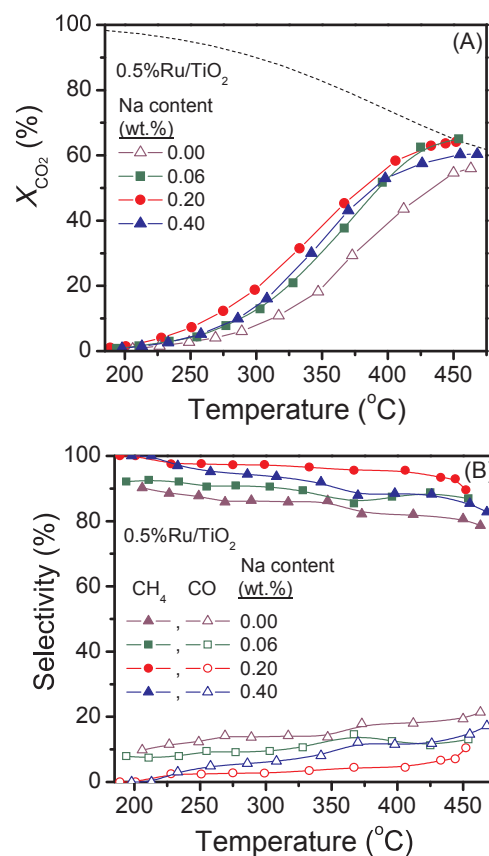 (A)
0.5%Ru/TiO₂
Na content
(wt.%)
0.00
0.06
0.20
0.40
X_CO₂ (%)
100
80
60
40
20
0
200 250 300 350 400 450
Temperature (°C)
(B)
0.5%Ru/TiO₂
Na content
CH₄ CO (wt.%)
, 0.00
, 0.06
, 0.20
, 0.40
Selectivity (%)
100
80
60
40
20
0
200 250 300 350 400 450
Temperature (°C)